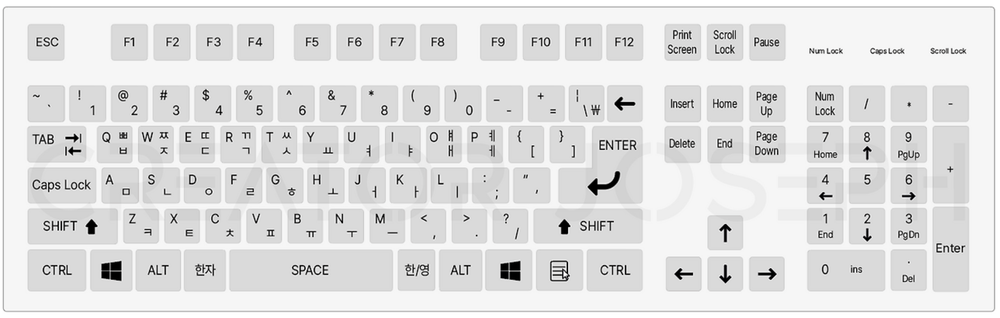 ESC F1 F2 F3 F4 F5 F6 F7 F8 F9 F10 F11 F12 Print Screen Scroll Lock Pause
Num Lock Caps Lock Scroll Lock
~ ` ! 1 @ 2 # 3 $ 4 % 5 ^ 6 & 7 * 8 ( 9 ) 0 _ - + = ¦ \ ₩ ← Insert Home Page Up Num Lock / * -
TAB Q ㅃ ㅂ W ㅉ ㅈ E ㄸ ㄷ R ㄲ ㄱ T ㅆ ㅅ Y ㅛ U ㅕ I ㅑ O ㅒ ㅐ P ㅖ ㅔ { [ } ] ENTER Delete End Page Down 7 Home 8 ↑ 9 PgUp +
Caps Lock A ㅁ S ㄴ D ㅇ F ㄹ G ㅎ H ㅗ J ㅓ K ㅏ L ㅣ : ; " ' 4 ← 5 6 →
SHIFT Z ㅋ X ㅌ C ㅊ V ㅍ B ㅠ N ㅜ M ㅡ < , > . ? / SHIFT ↑ 1 End 2 ↓ 3 PgDn Enter
CTRL ALT 한자 SPACE 한/영 ALT CTRL ← ↓ → 0 ins . Del
CREATOR JOSEPH